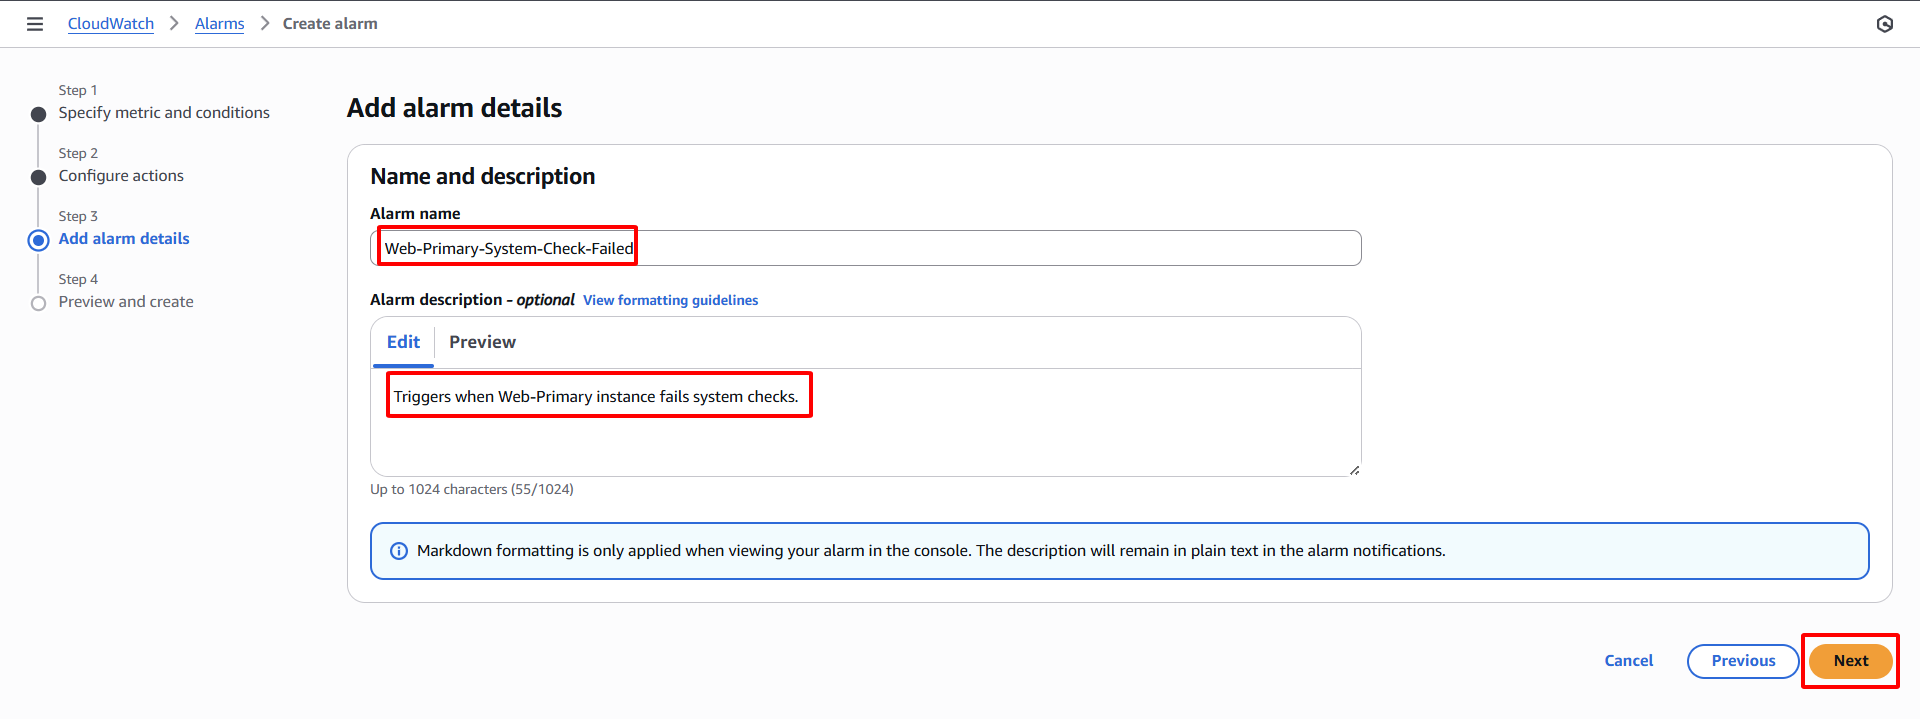 CloudWatch > Alarms > Create alarm
Step 1
Specify metric and conditions
Step 2
Configure actions
Step 3
Add alarm details
Step 4
Preview and create
Add alarm details
Name and description
Alarm name
Web-Primary-System-Check-Failed
Alarm description - optional View formatting guidelines
Edit Preview
Triggers when Web-Primary instance fails system checks.
Up to 1024 characters (55/1024)
Markdown formatting is only applied when viewing your alarm in the console. The description will remain in plain text in the alarm notifications.
Cancel Previous Next